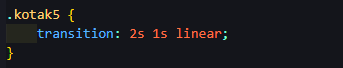 .kotak5 {
    transition: 2s 1s linear;
}